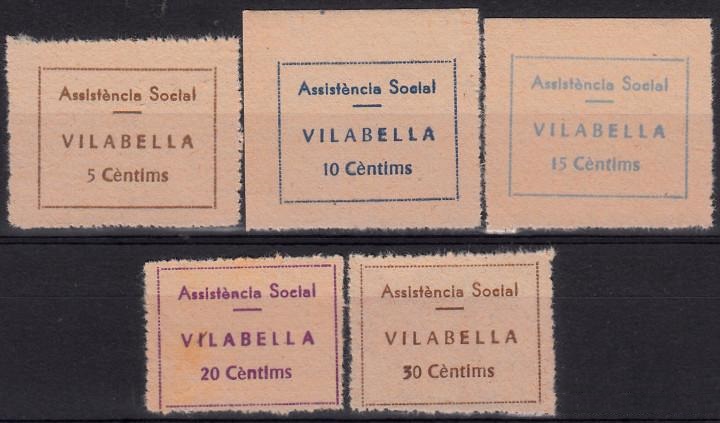 Assistència Social
VILABELLA
5 Cèntims
Assistència Social
VILABELLA
10 Cèntims
Assistència Social
VILABELLA
15 Cèntims
Assistència Social
VILABELLA
20 Cèntims
Assistència Social
VILABELLA
30 Cèntims